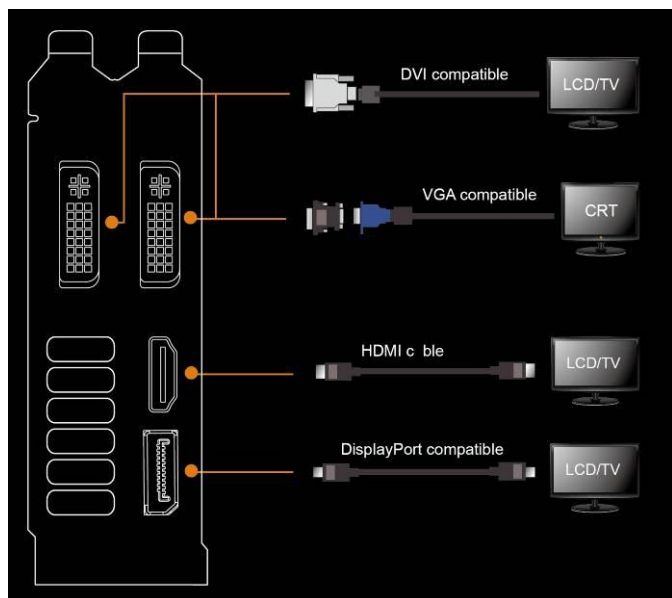 DVI compatible
LCD/TV
VGA compatible
CRT
HDMI c ble
LCD/TV
DisplayPort compatible
LCD/TV